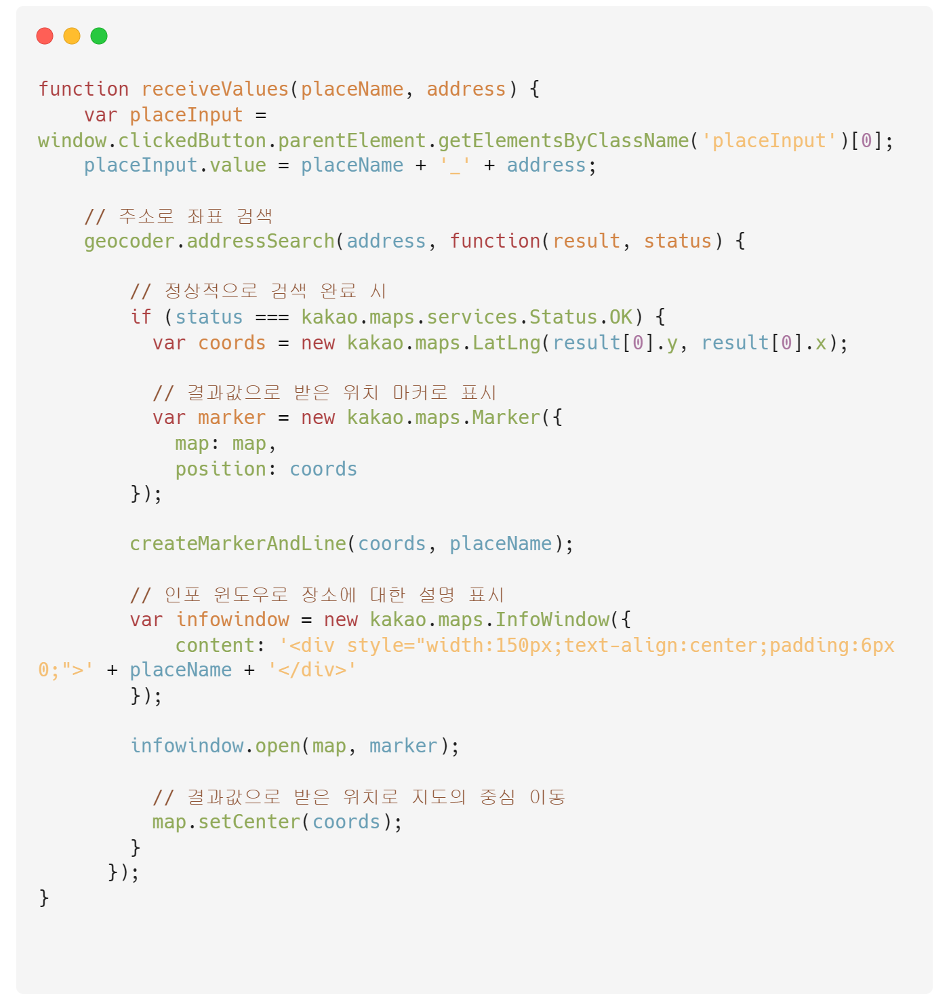 function receiveValues(placeName, address) {
    var placeInput =
window.clickedButton.parentElement.getElementsByClassName('placeInput')[0];
    placeInput.value = placeName + '_' + address;

    // 주소로 좌표 검색
    geocoder.addressSearch(address, function(result, status) {

        // 정상적으로 검색 완료 시
        if (status === kakao.maps.services.Status.OK) {
          var coords = new kakao.maps.LatLng(result[0].y, result[0].x);

          // 결과값으로 받은 위치 마커로 표시
          var marker = new kakao.maps.Marker({
            map: map,
            position: coords
        });

        createMarkerAndLine(coords, placeName);

        // 인포 윈도우로 장소에 대한 설명 표시
        var infowindow = new kakao.maps.InfoWindow({
            content: '<div style="width:150px;text-align:center;padding:6px
0;">' + placeName + '</div>'
        });

        infowindow.open(map, marker);

          // 결과값으로 받은 위치로 지도의 중심 이동
          map.setCenter(coords);
        }
      });
}